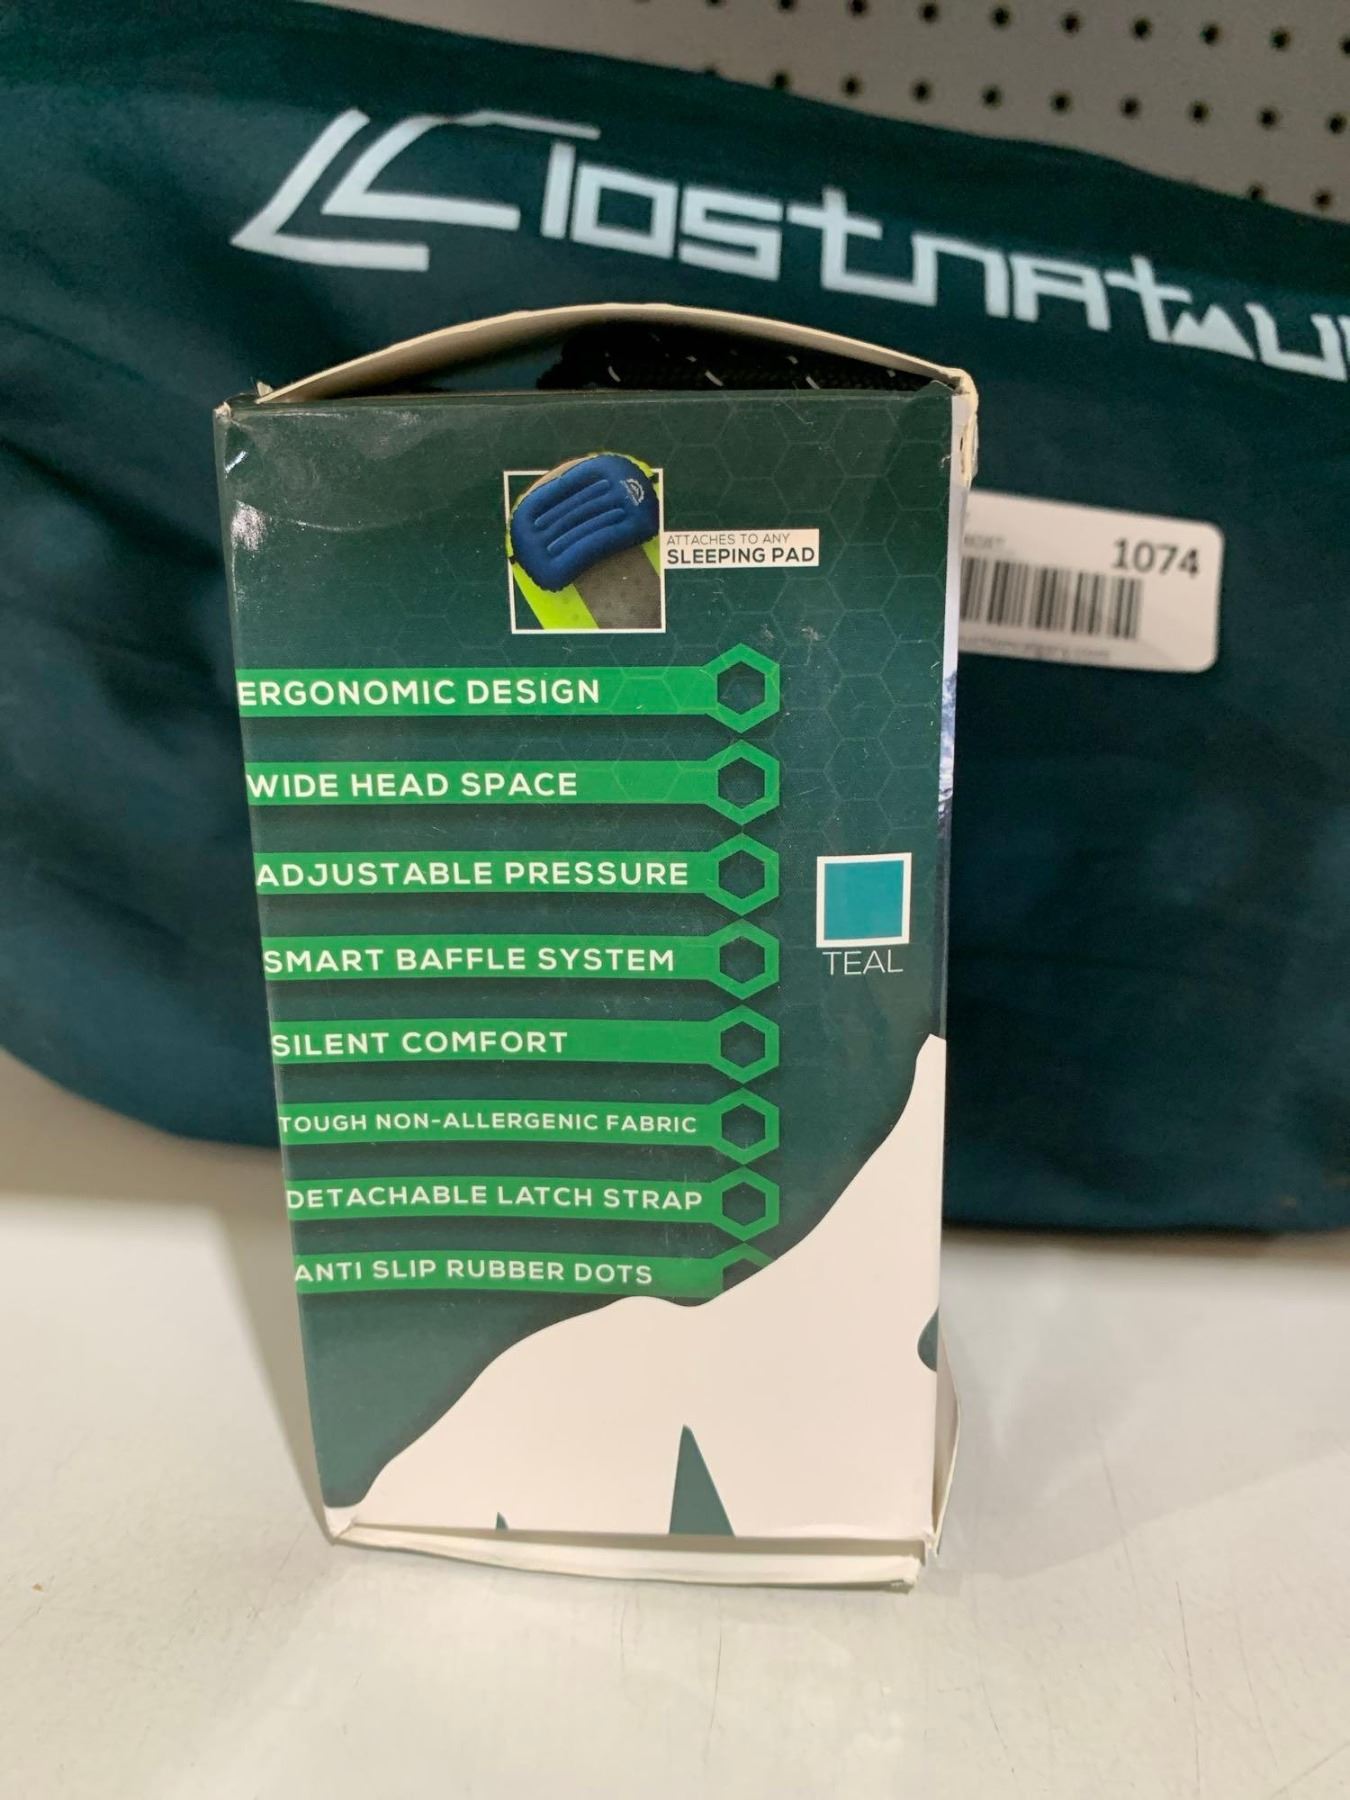 lostnatu
1074
ATTACHES TO ANY
SLEEPING PAD
ERGONOMIC DESIGN
WIDE HEAD SPACE
ADJUSTABLE PRESSURE
SMART BAFFLE SYSTEM
TEAL
SILENT COMFORT
TOUGH NON-ALLERGENIC FABRIC
DETACHABLE LATCH STRAP
ANTI SLIP RUBBER DOTS